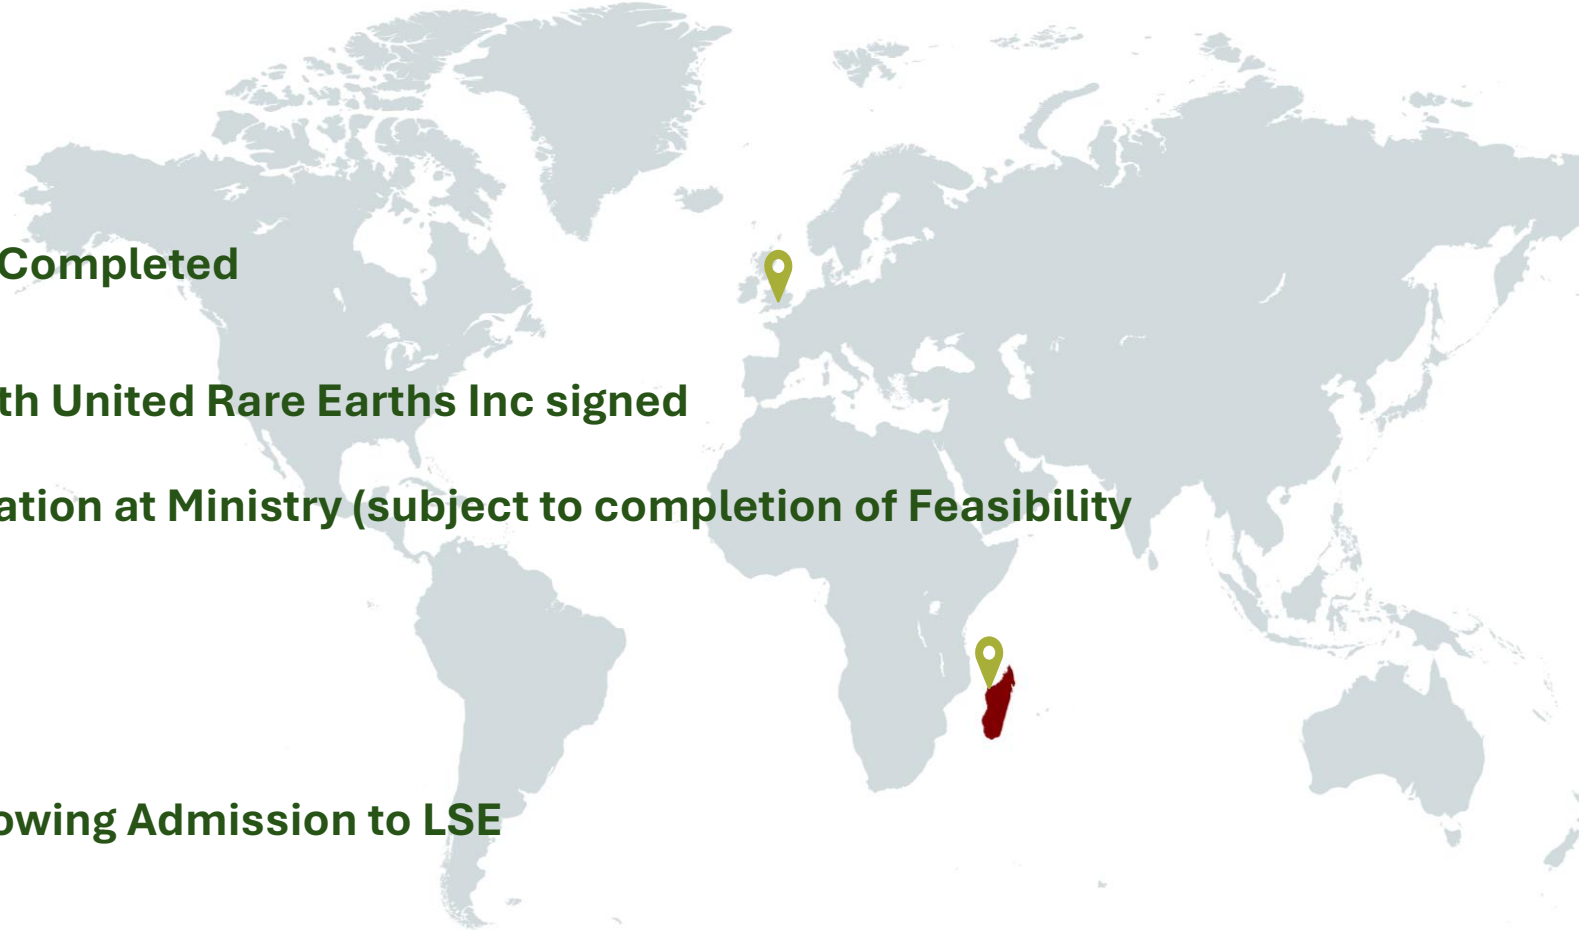 Completed
th United Rare Earths Inc signed
ation at Ministry (subject to completion of Feasibility
owing Admission to LSE